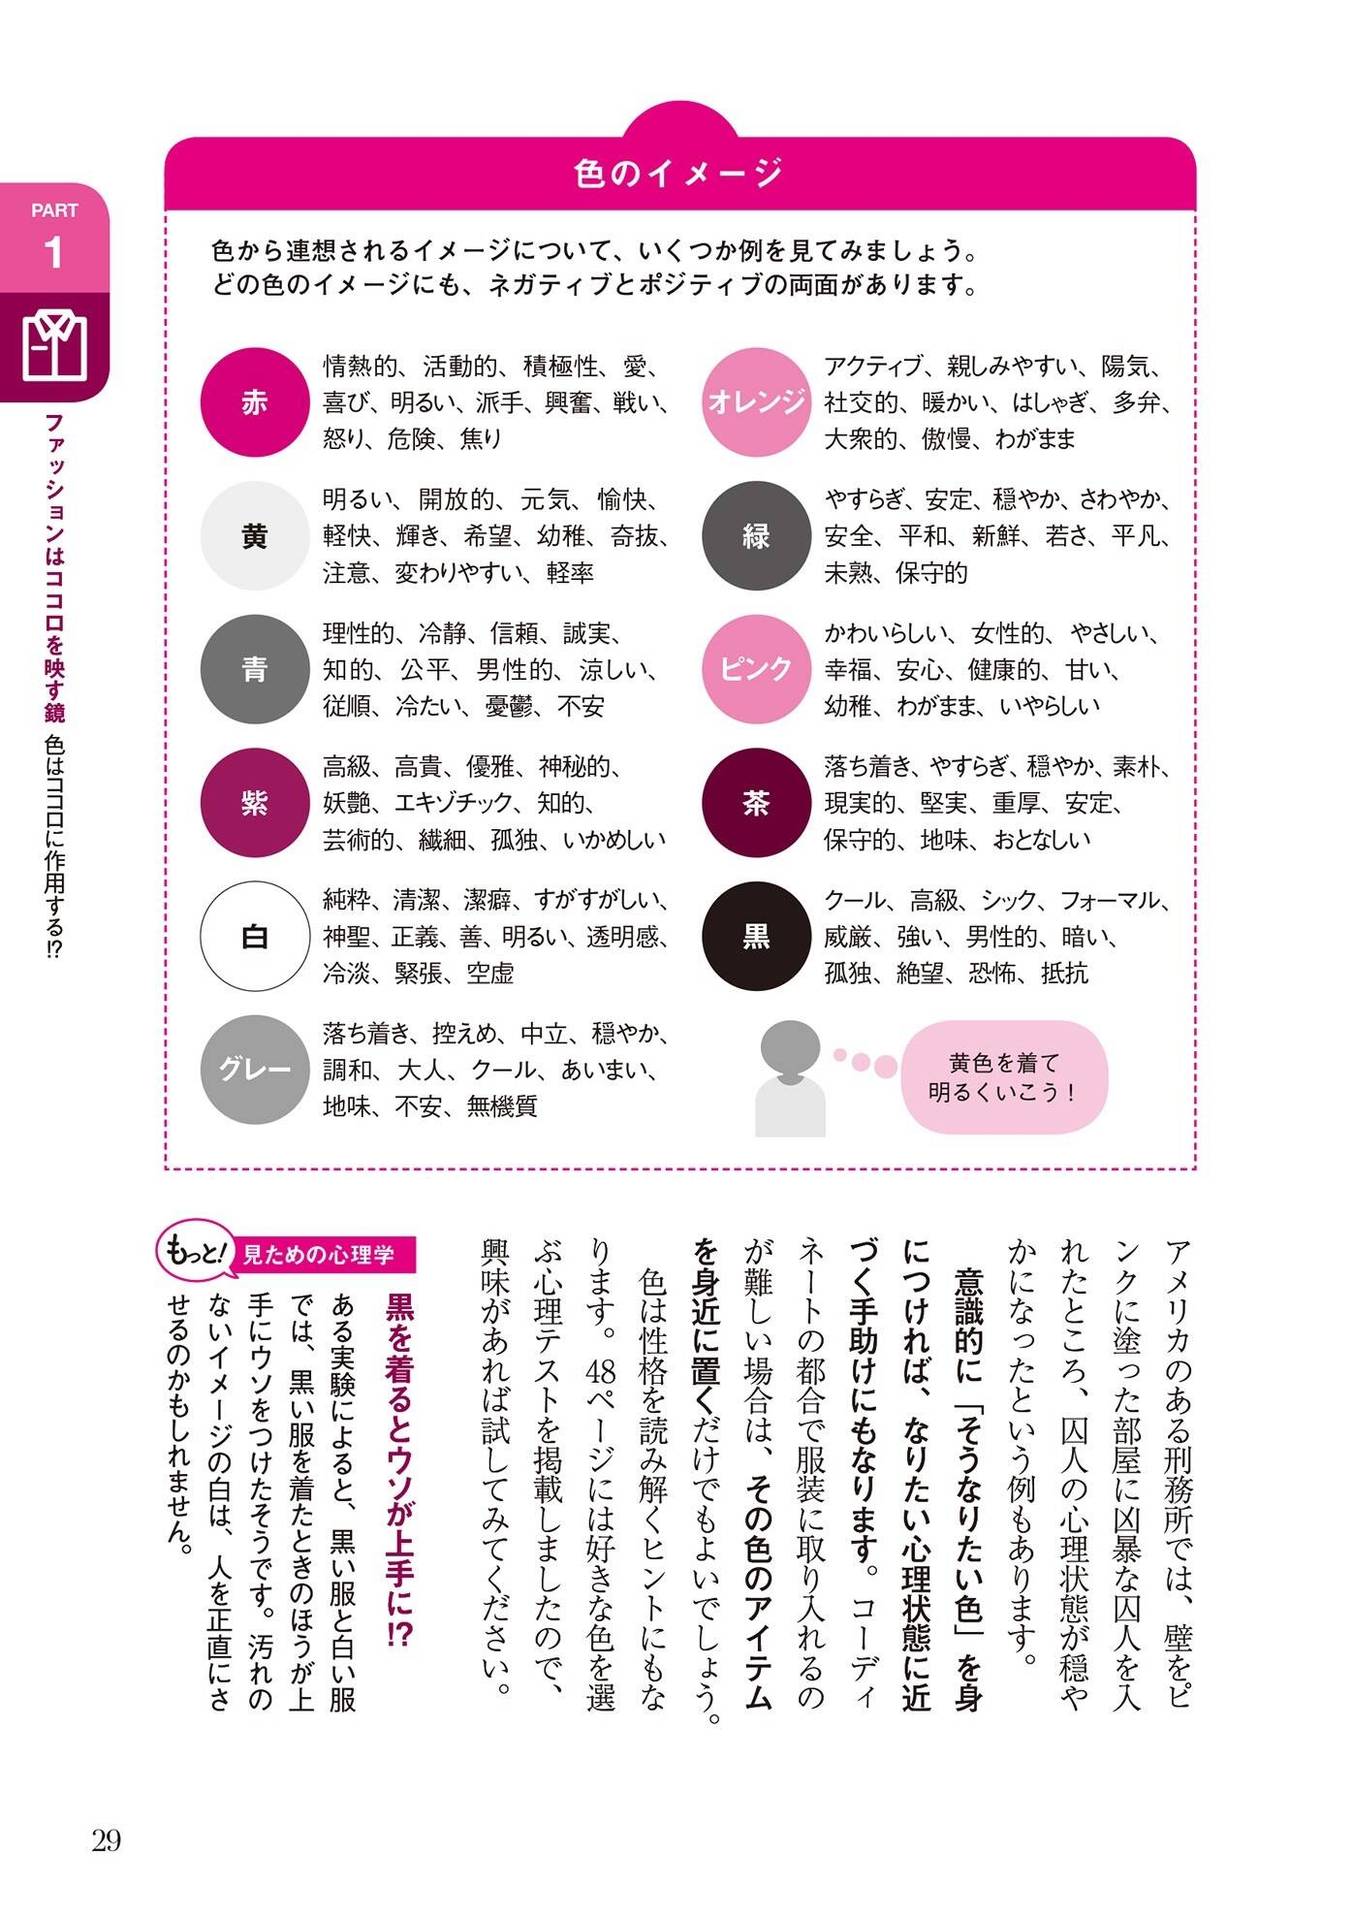 PART
1
ファッションはココロを映す鏡 色はココロに作用する!?
色のイメージ
色から連想されるイメージについて、いくつか例を見てみましょう。
どの色のイメージにも、ネガティブとポジティブの両面があります。
赤
情熱的、活動的、積極性、愛、
喜び、明るい、派手、興奮、戦い、
怒り、危険、焦り
オレンジ
アクティブ、親しみやすい、陽気、
社交的、暖かい、はしゃぎ、多弁、
大衆的、傲慢、わがまま
黄
明るい、開放的、元気、愉快、
軽快、輝き、希望、幼稚、奇抜、
注意、変わりやすい、軽率
緑
やすらぎ、安定、穏やか、さわやか、
安全、平和、新鮮、若さ、平凡、
未熟、保守的
青
理性的、冷静、信頼、誠実、
知的、公平、男性的、涼しい、
従順、冷たい、憂鬱、不安
ピンク
かわいらしい、女性的、やさしい、
幸福、安心、健康的、甘い、
幼稚、わがまま、いやらしい
紫
高級、高貴、優雅、神秘的、
妖艶、エキゾチック、知的、
芸術的、繊細、孤独、いかめしい
茶
落ち着き、やすらぎ、穏やか、素朴、
現実的、堅実、重厚、安定、
保守的、地味、おとなしい
白
純粋、清潔、潔癖、すがすがしい、
神聖、正義、善、明るい、透明感、
冷淡、緊張、空虚
黒
クール、高級、シック、フォーマル、
威厳、強い、男性的、暗い、
孤独、絶望、恐怖、抵抗
グレー
落ち着き、控えめ、中立、穏やか、
調和、大人、クール、あいまい、
地味、不安、無機質
黄色を着て
明るくいこう！
アメリカのある刑務所では、壁をピ
ンクに塗った部屋に凶暴な囚人を入
れたところ、囚人の心理状態が穏や
かになったという例もあります。
意識的に「そうなりたい色」を身
につければ、なりたい心理状態に近
づく手助けにもなります。コーディ
ネートの都合で服装に取り入れるの
が難しい場合は、その色のアイテム
を身近に置くだけでもよいでしょう。
色は性格を読み解くヒントにもな
ります。48ページには好きな色を選
ぶ心理テストを掲載しましたので、
興味があれば試してみてください。
もっと！
見ための心理学
黒を着るとウソが上手に!?
ある実験によると、黒い服と白い服
では、黒い服を着たときのほうが上
手にウソをつけたそうです。汚れの
ないイメージの白は、人を正直にさ
せるのかもしれません。
29